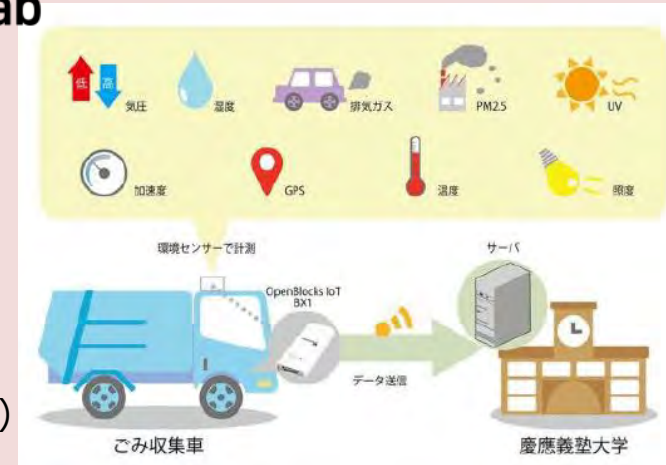 ab
低
高
気圧
湿度
排気ガス
PM2.5
UV
加速度
GPS
温度
照度
環境センサーで計測
サーバ
OpenBlocks IoT
BX1
データ送信
)
ごみ収集車
慶應義塾大学